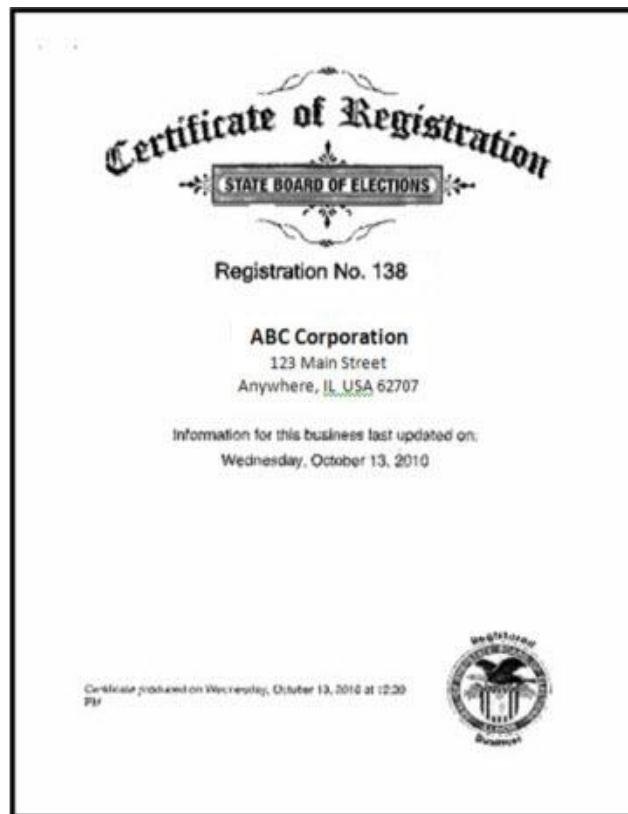 Certificate of Registration
STATE BOARD OF ELECTIONS
Registration No. 138
ABC Corporation
123 Main Street
Anywhere, IL USA 62707
Information for this business last updated on:
Wednesday, October 13, 2010
Certificate produced on Wednesday, October 13, 2010 at 12:30
PM
Registered
Business